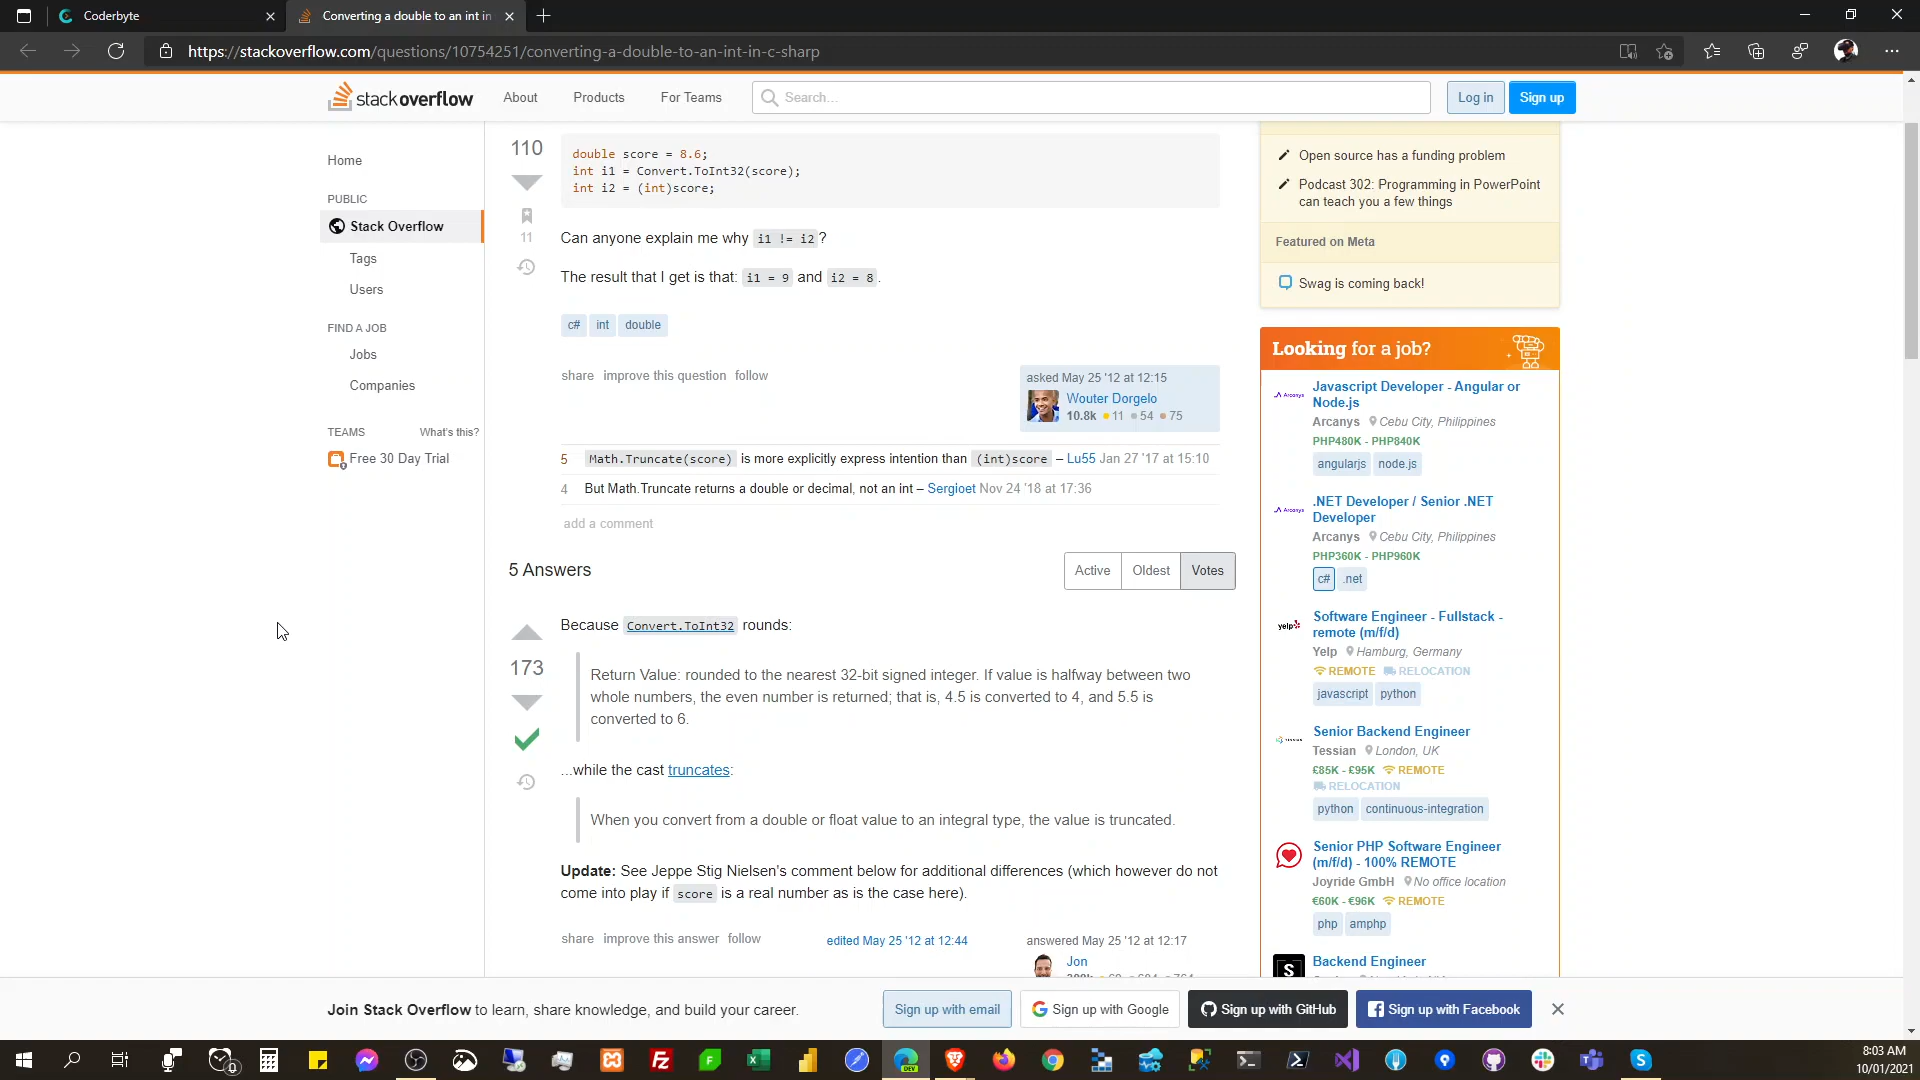 Coderbyte
Converting a double to an int in
https://stackoverflow.com/questions/10754251/converting-a-double-to-an-int-in-c-sharp
stackoverflow
About
Products
For Teams
Search...
Log in
Sign up
Home
PUBLIC
Stack Overflow
Tags
Users
FIND A JOB
Jobs
Companies
TEAMS
What's this?
Free 30 Day Trial
110
11
double score = 8.6;
int i1 = Convert.ToInt32(score);
int i2 = (int)score;
Can anyone explain me why i1 != i2?
The result that I get is that: i1 = 9 and i2 = 8.
c# int double
share improve this question follow
asked May 25 '12 at 12:15
Wouter Dorgelo
10.8k 11 54 75
5 Math.Truncate(score) is more explicitly express intention than (int)score – Lu55 Jan 27 '17 at 15:10
4 But Math.Truncate returns a double or decimal, not an int – Sergioet Nov 24 '18 at 17:36
add a comment
5 Answers
Active
Oldest
Votes
173
Because Convert.ToInt32 rounds:
Return Value: rounded to the nearest 32-bit signed integer. If value is halfway between two
whole numbers, the even number is returned; that is, 4.5 is converted to 4, and 5.5 is
converted to 6.
...while the cast truncates:
When you convert from a double or float value to an integral type, the value is truncated.
Update: See Jeppe Stig Nielsen's comment below for additional differences (which however do not
come into play if score is a real number as is the case here).
share improve this answer follow
edited May 25 '12 at 12:44
answered May 25 '12 at 12:17
Jon
Open source has a funding problem
Podcast 302: Programming in PowerPoint
can teach you a few things
Featured on Meta
Swag is coming back!
Looking for a job?
Javascript Developer - Angular or
Node.js
Arcanys Cebu City, Philippines
PHP480K - PHP840K
angularjs node.js
.NET Developer / Senior .NET
Developer
Arcanys Cebu City, Philippines
PHP360K - PHP960K
c# .net
Software Engineer - Fullstack -
remote (m/f/d)
Yelp Hamburg, Germany
REMOTE RELOCATION
javascript python
Senior Backend Engineer
Tessian London, UK
£85K - £95K REMOTE
RELOCATION
python continuous-integration
Senior PHP Software Engineer
(m/f/d) - 100% REMOTE
Joyride GmbH No office location
€60K - €96K REMOTE
php amphp
Backend Engineer
Join Stack Overflow to learn, share knowledge, and build your career.
Sign up with email
Sign up with Google
Sign up with GitHub
Sign up with Facebook
8:03 AM
10/01/2021